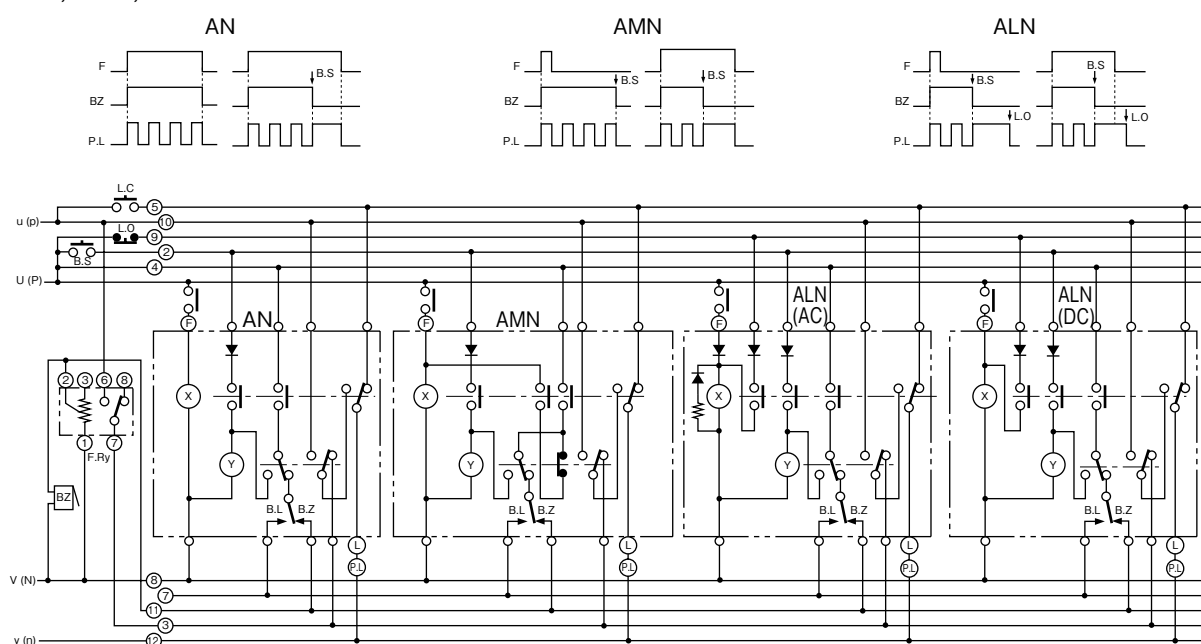 AN AMN ALN
F B.S
BZ
P.L
F B.S B.S
BZ
P.L
F B.S B.S
BZ L.O L.O
P.L
L.C
5
u (p) 10
L.O 9
B.S 2
4
U (P)
F AN F AMN F ALN (AC) F ALN (DC)
2 3 6 8
X X X X
1 7
F.Ry
Y Y Y Y
BZ
B.L B.Z B.L B.Z B.L B.Z B.L B.Z
L L L L
P.L P.L P.L P.L
V (N) 8
7
11
3
v (n) 12